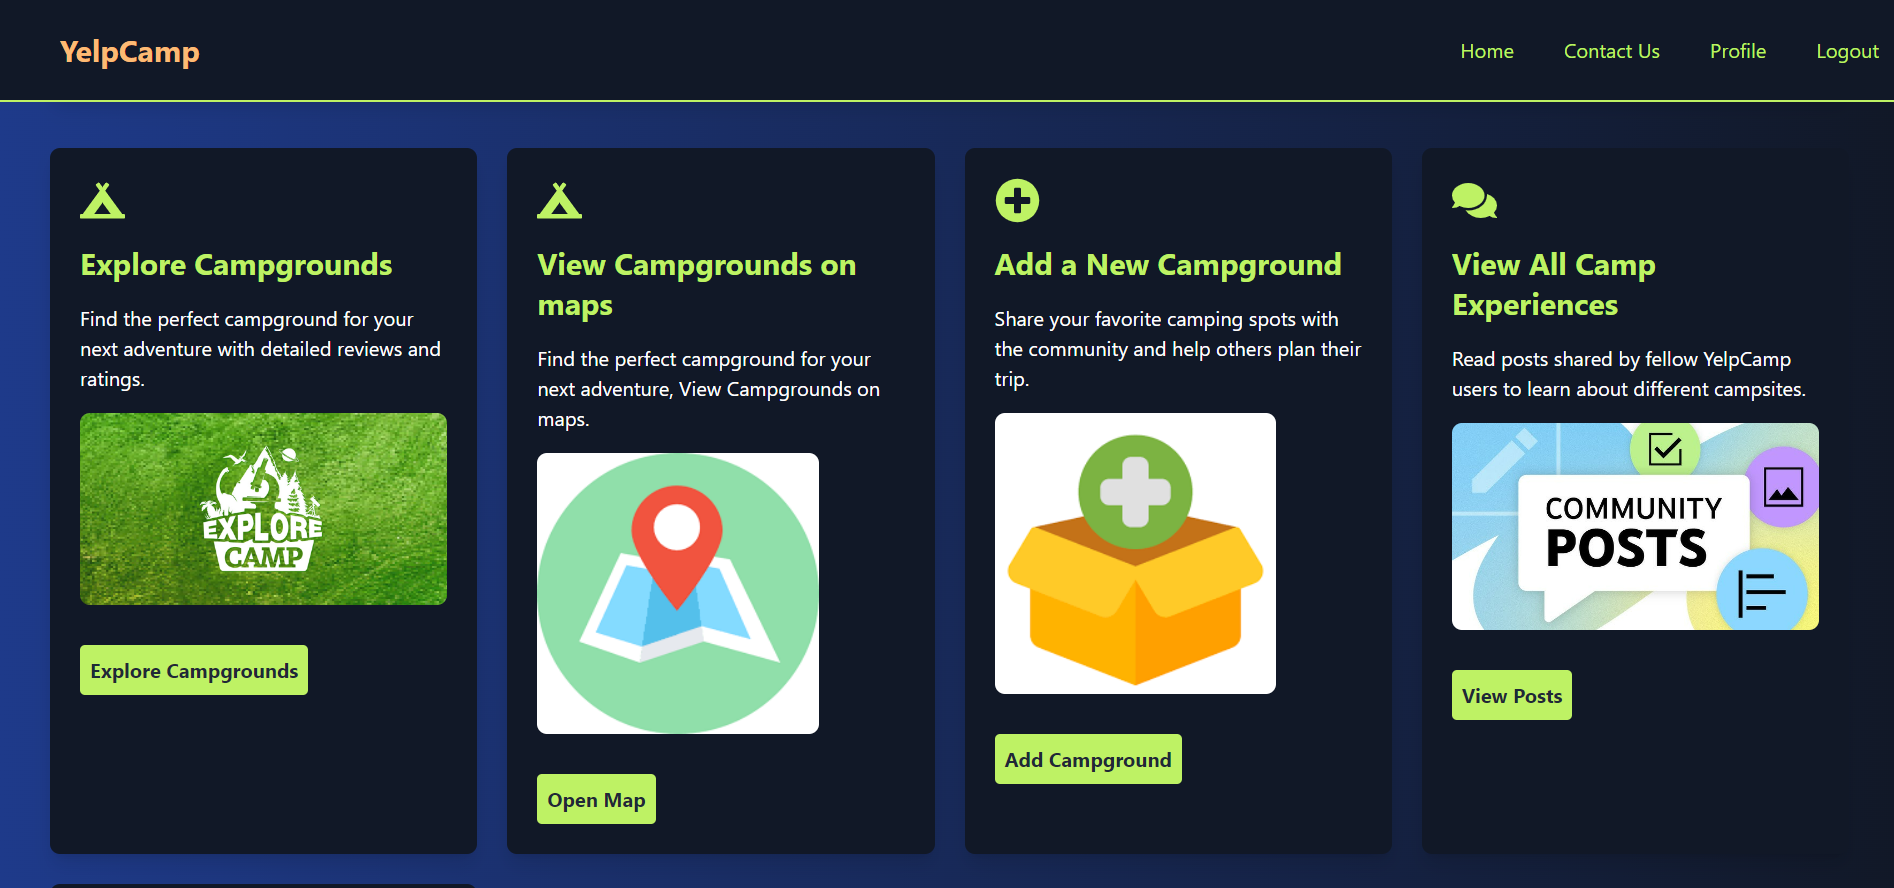 YelpCamp
Home
Contact Us
Profile
Logout
Explore Campgrounds
Find the perfect campground for your
next adventure with detailed reviews and
ratings.
EXPLORE
CAMP
Explore Campgrounds
View Campgrounds on
maps
Find the perfect campground for your
next adventure, View Campgrounds on
maps.
Open Map
Add a New Campground
Share your favorite camping spots with
the community and help others plan their
trip.
Add Campground
View All Camp
Experiences
Read posts shared by fellow YelpCamp
users to learn about different campsites.
COMMUNITY
POSTS
View Posts